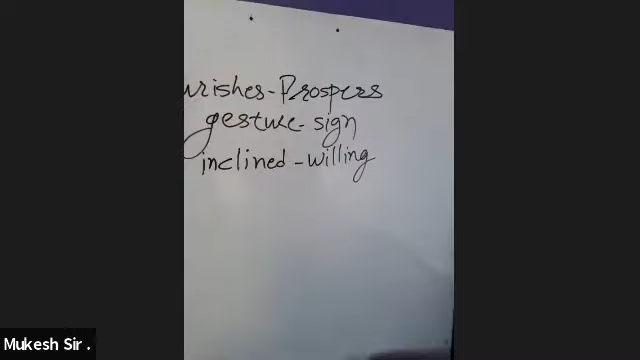 urishes - Prospers
gesture - sign
inclined - willing
Mukesh Sir .